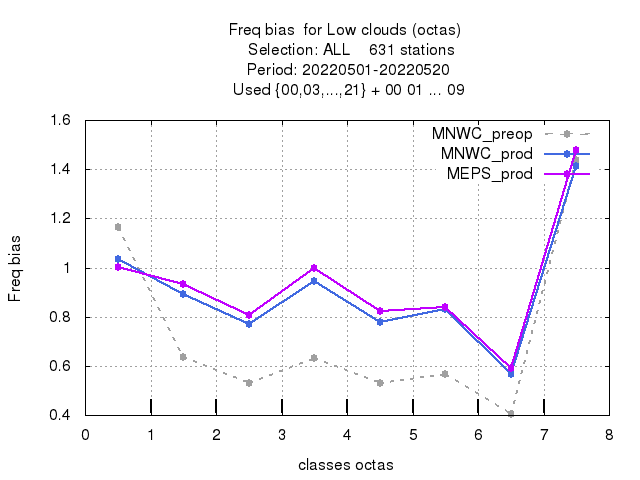 Freq bias  for Low clouds (octas)
Selection: ALL    631 stations
Period: 20220501-20220520
Used {00,03,...,21} + 00 01 ... 09
MNWC_preop
MNWC_prod
MEPS_prod
Freq bias
1.6
1.4
1.2
1
0.8
0.6
0.4
0 1 2 3 4 5 6 7 8
classes octas